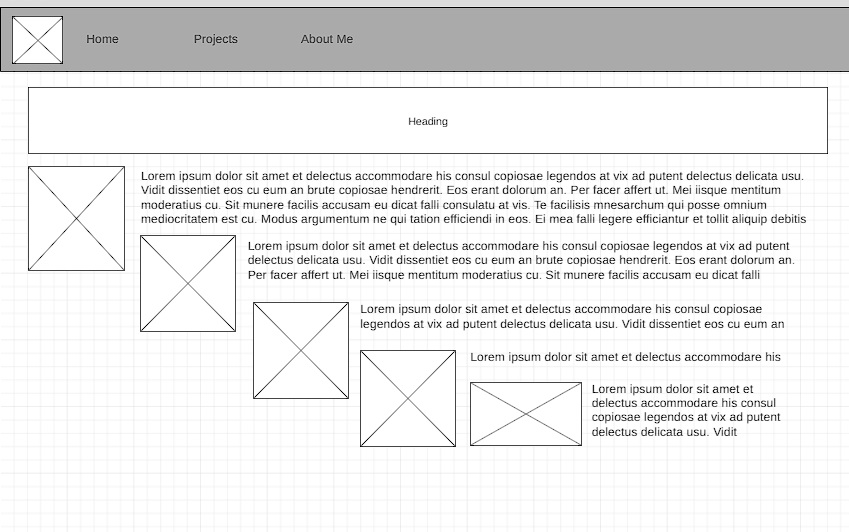 Home
Projects
About Me
Heading
Lorem ipsum dolor sit amet et delectus accommodare his consul copiosae legendos at vix ad putent delectus delicata usu.
Vidit dissentiet eos cu eum an brute copiosae hendrerit. Eos erant dolorum an. Per facer affert ut. Mei iisque mentitum
moderatius cu. Sit munere facilis accusam eu dicat falli consulatu at vis. Te facilisis mnesarchum qui posse omnium
mediocritatem est cu. Modus argumentum ne qui tation efficiendi in eos. Ei mea falli legere efficiantur et tollit aliquip debitis
Lorem ipsum dolor sit amet et delectus accommodare his consul copiosae legendos at vix ad putent
delectus delicata usu. Vidit dissentiet eos cu eum an brute copiosae hendrerit. Eos erant dolorum an.
Per facer affert ut. Mei iisque mentitum moderatius cu. Sit munere facilis accusam eu dicat falli
Lorem ipsum dolor sit amet et delectus accommodare his consul copiosae
legendos at vix ad putent delectus delicata usu. Vidit dissentiet eos cu eum an
Lorem ipsum dolor sit amet et delectus accommodare his
Lorem ipsum dolor sit amet et
delectus accommodare his consul
copiosae legendos at vix ad putent
delectus delicata usu. Vidit